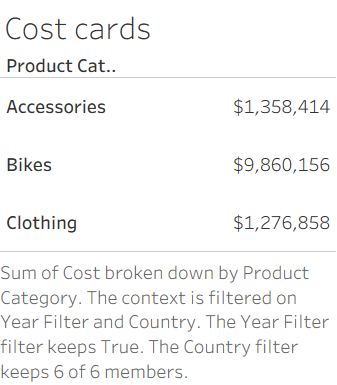 Cost cards
Product Cat..
Accessories $1,358,414
Bikes $9,860,156
Clothing $1,276,858
Sum of Cost broken down by Product
Category. The context is filtered on
Year Filter and Country. The Year Filter
filter keeps True. The Country filter
keeps 6 of 6 members.